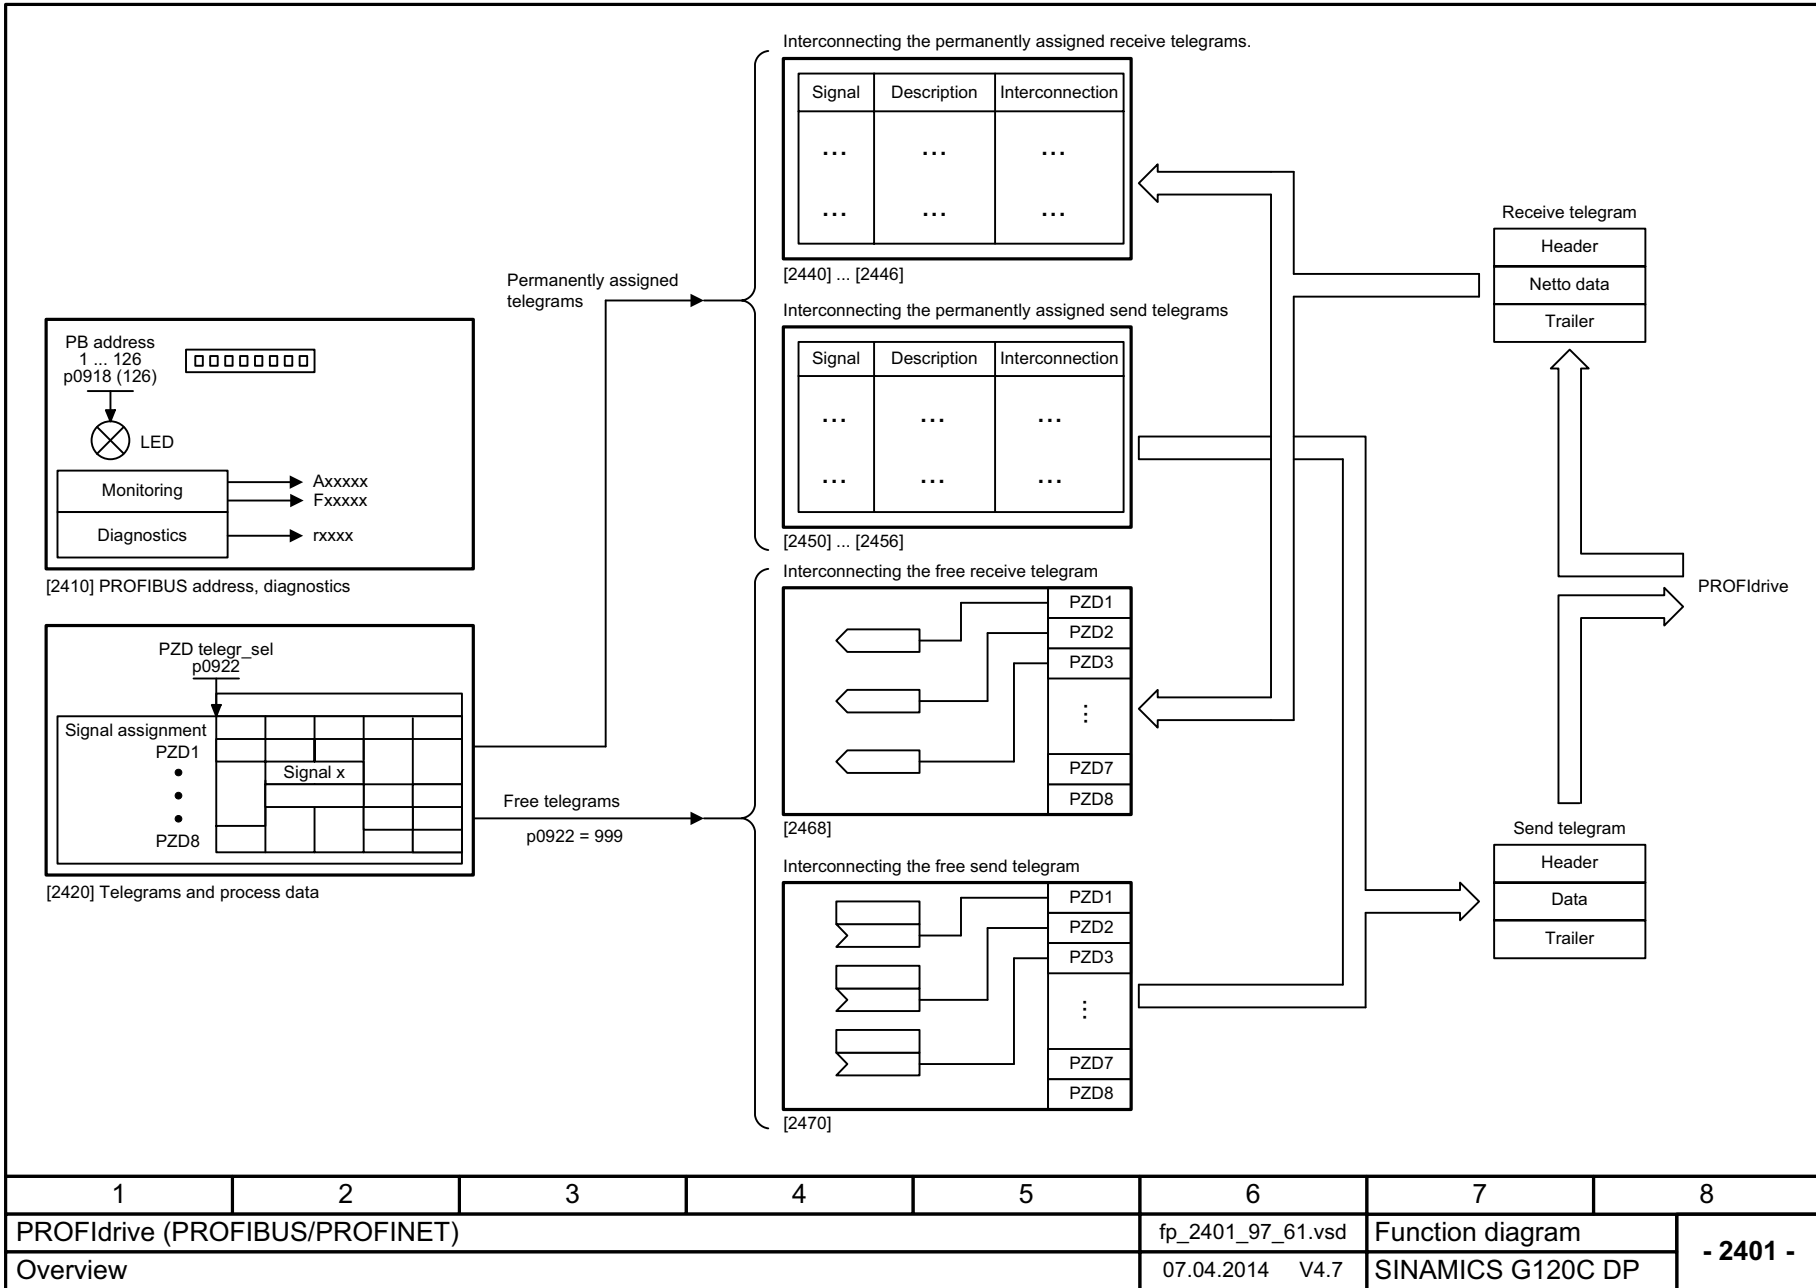 Interconnecting the permanently assigned receive telegrams.
Signal Description Interconnection
... ... ...
... ... ...
[2440] ... [2446]
Permanently assigned
telegrams
Interconnecting the permanently assigned send telegrams
Signal Description Interconnection
... ... ...
... ... ...
[2450] ... [2456]
PB address
1 ... 126
p0918 (126)
LED
Monitoring
Axxxxx
Fxxxxx
Diagnostics
rxxxx
[2410] PROFIBUS address, diagnostics
PZD telegr_sel
p0922
Signal assignment
PZD1
Signal x
PZD8
[2420] Telegrams and process data
Free telegrams
p0922 = 999
Interconnecting the free receive telegram
PZD1
PZD2
PZD3
⋮
PZD7
PZD8
[2468]
Interconnecting the free send telegram
PZD1
PZD2
PZD3
⋮
PZD7
PZD8
[2470]
Receive telegram
Header
Netto data
Trailer
PROFIdrive
Send telegram
Header
Data
Trailer
1 2 3 4 5 6 7 8
PROFIdrive (PROFIBUS/PROFINET) fp_2401_97_61.vsd Function diagram
- 2401 -
Overview 07.04.2014 V4.7 SINAMICS G120C DP